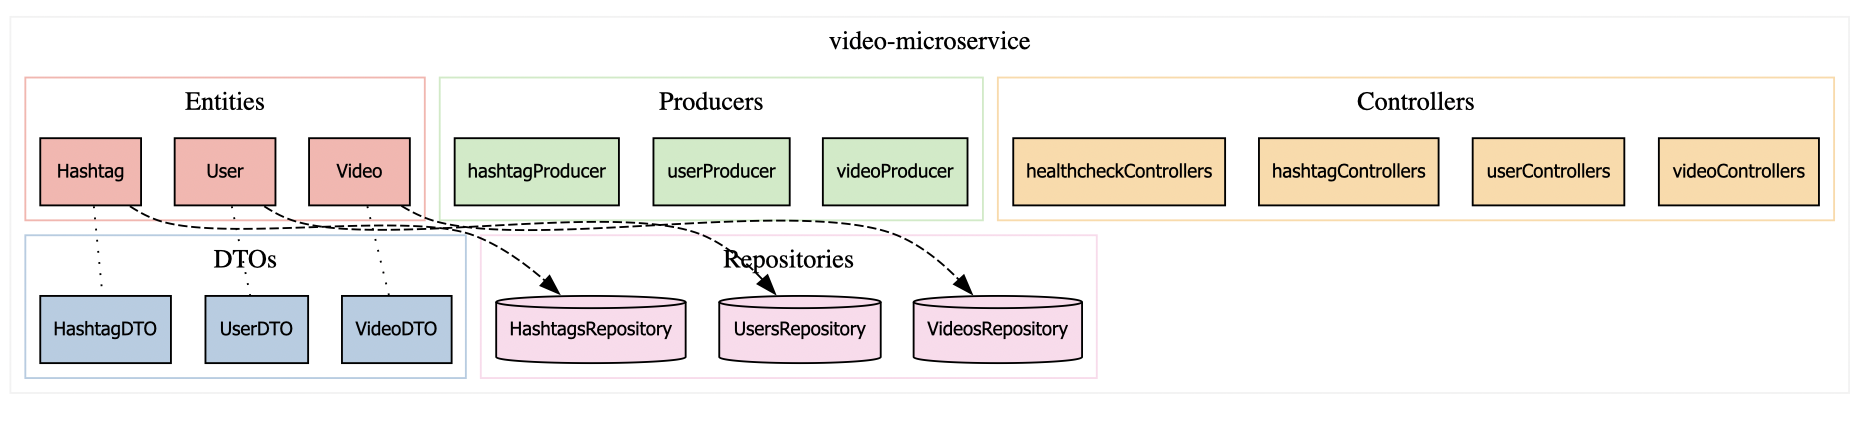 video-microservice
Entities
Producers
Controllers
Hashtag
User
Video
hashtagProducer
userProducer
videoProducer
healthcheckControllers
hashtagControllers
userControllers
videoControllers
DTOs
Repositories
HashtagDTO
UserDTO
VideoDTO
HashtagsRepository
UsersRepository
VideosRepository